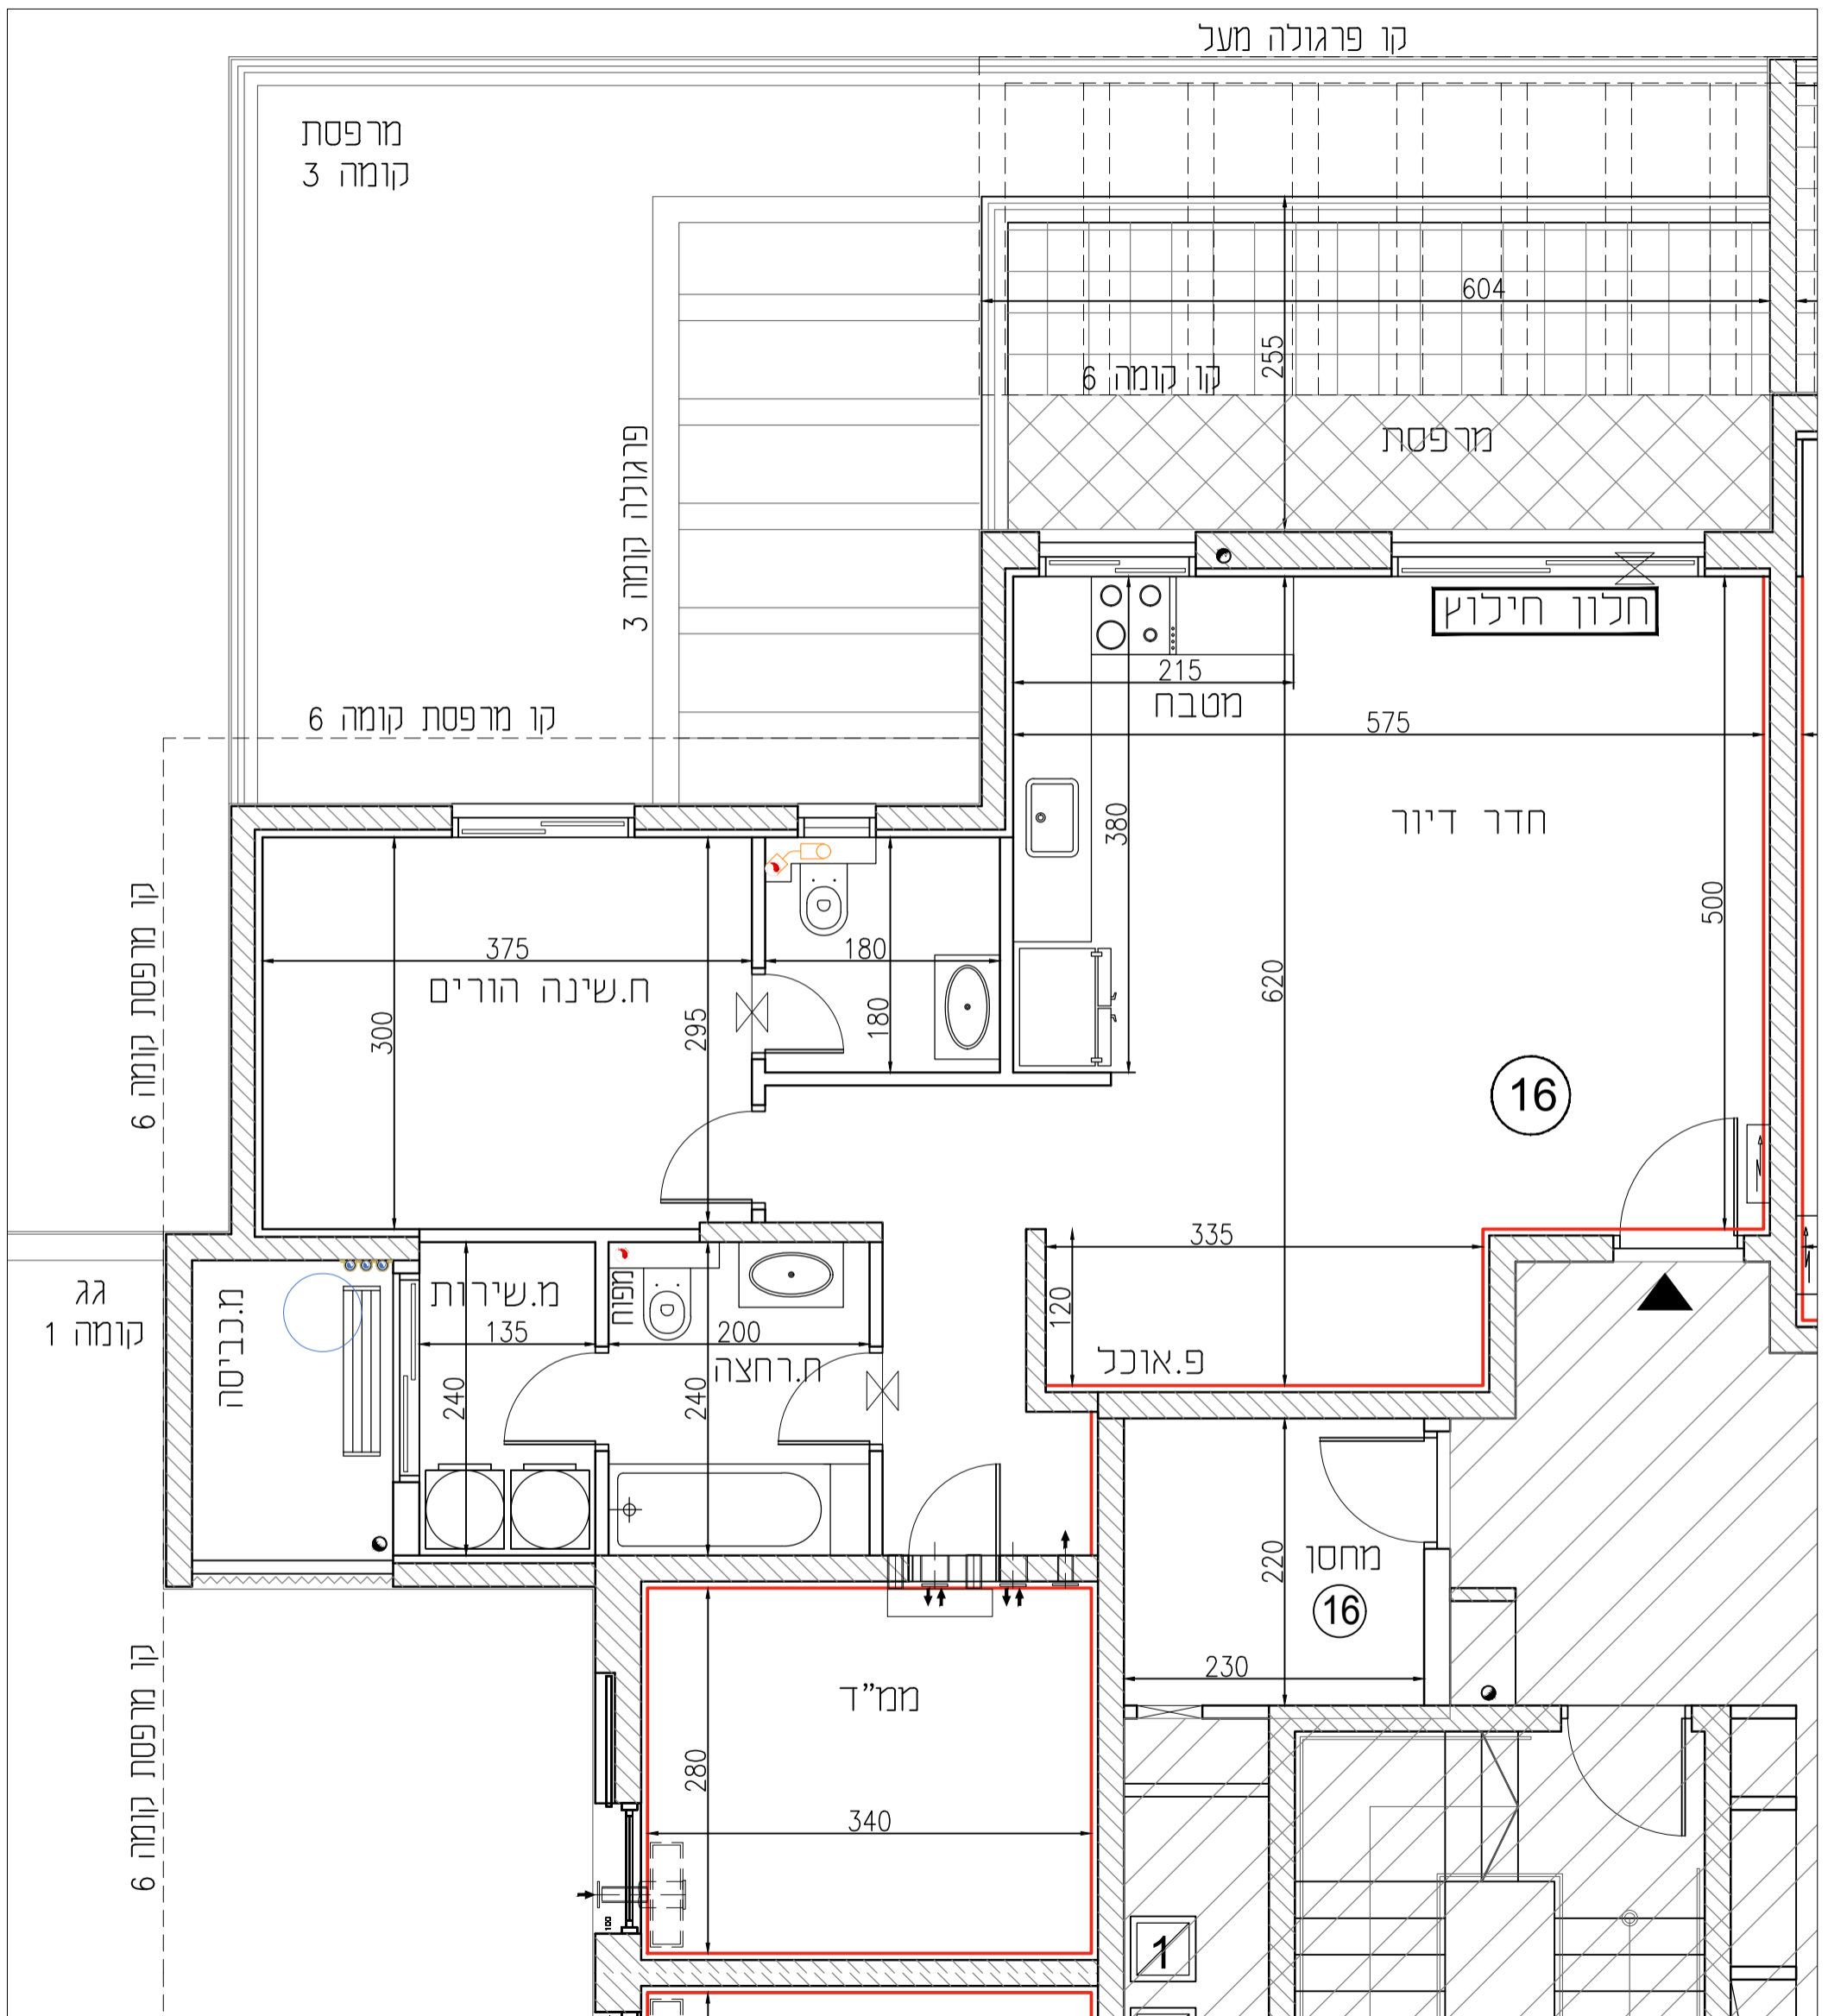 קו פרגולה מעל
מרפסת
קומה 3
604
255
קו קומה 6
מרפסת
פרגולה קומה 3
חלון חילוץ
215
מטבח
575
קו מרפסת קומה 6
380
חדר דיור
קו מרפסת קומה 6
375
ח.שינה הורים
180
180
300
295
620
500
16
335
120
פ.אוכל
גג
קומה 1
מ.כביסה
מ.שירות
135
240
מפוח
200
ח.רחצה
240
220
מחסן
16
230
קו מרפסת קומה 6
ממ"ד
280
340
100
1